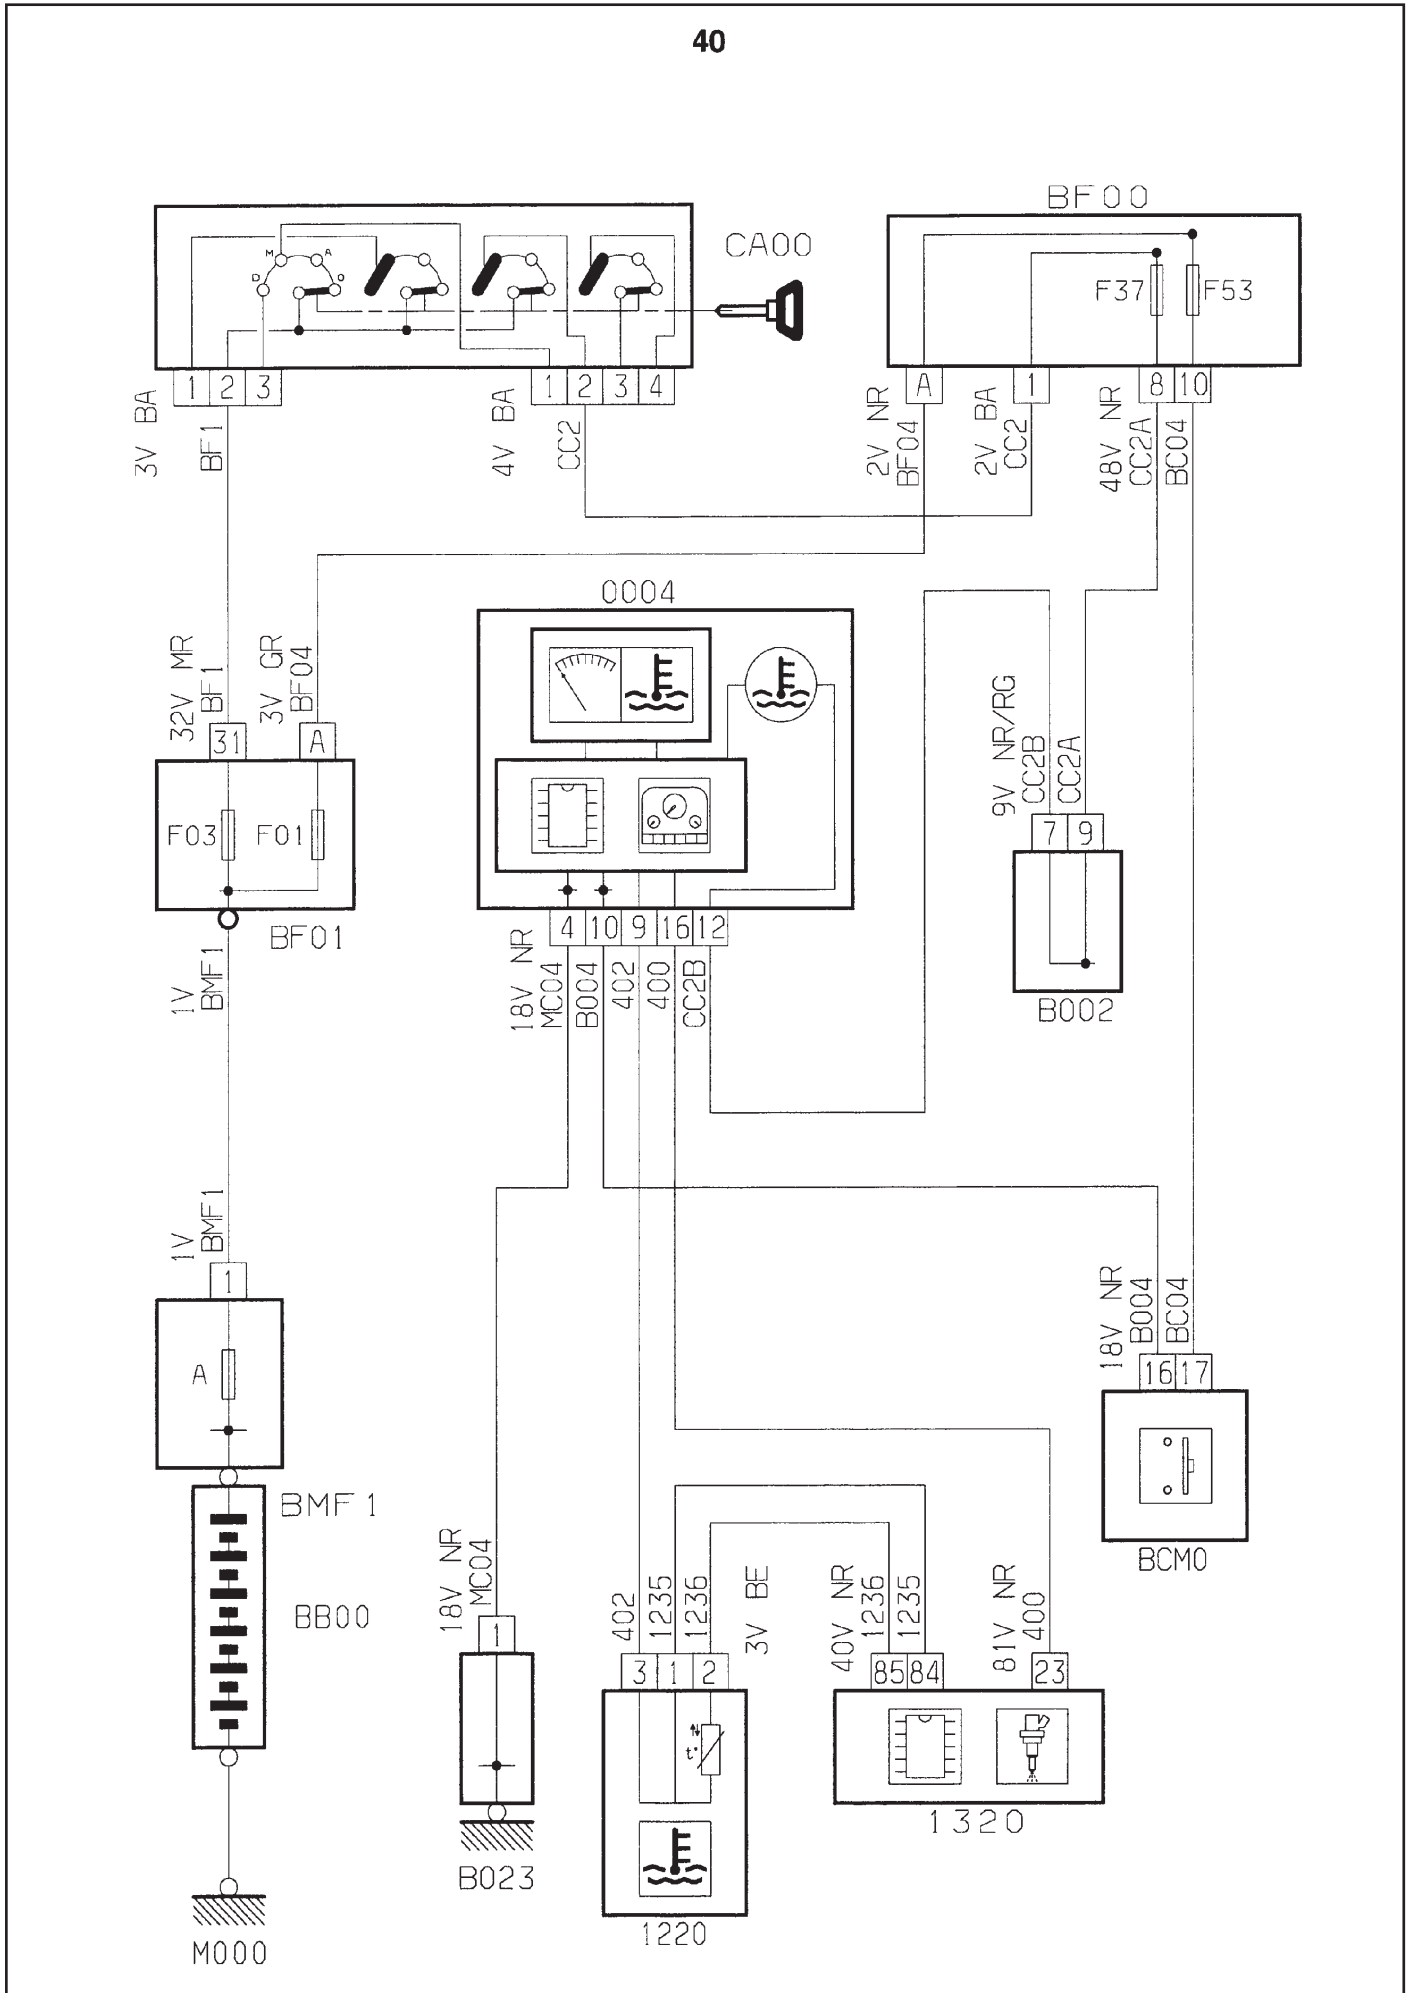 40
BF00
CA00
M
A
D
O
F37
F53
1 2 3
1 2 3 4
A
1
8 10
3V BA
BF1
4V BA
CC2
2V NR
BF04
2V BA
CC2
48V NR
CC2A
BC04
0004
32V MR
BF1
3V GR
BF04
31
A
9V NR/RG
CC2B
CC2A
7 9
F03
F01
BF01
4 10 9 16 12
18V NR
MC04
B004
402
400
CC2B
B002
1V
BMF1
1V
BMF1
1
18V NR
B004
BC04
16 17
A
BMF1
BCM0
BB00
18V NR
MC04
1
402
1235
1236
3V BE
40V NR
1236
1235
81V NR
400
3 1 2
85 84
23
t°
1320
B023
1220
M000